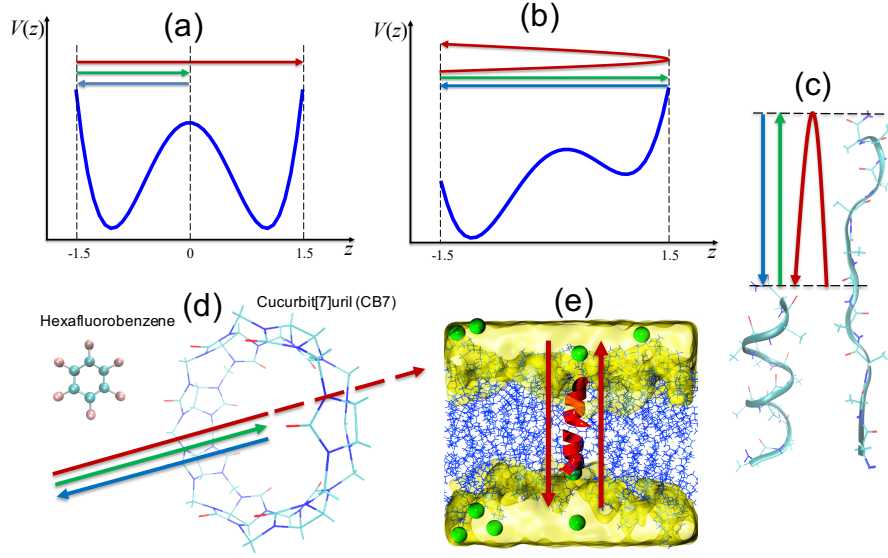 (a)
V(z)
-1.5
0
1.5
z
(b)
V(z)
-1.5
1.5
z
(c)
(d)
Hexafluorobenzene
Cucurbit[7]uril (CB7)
(e)